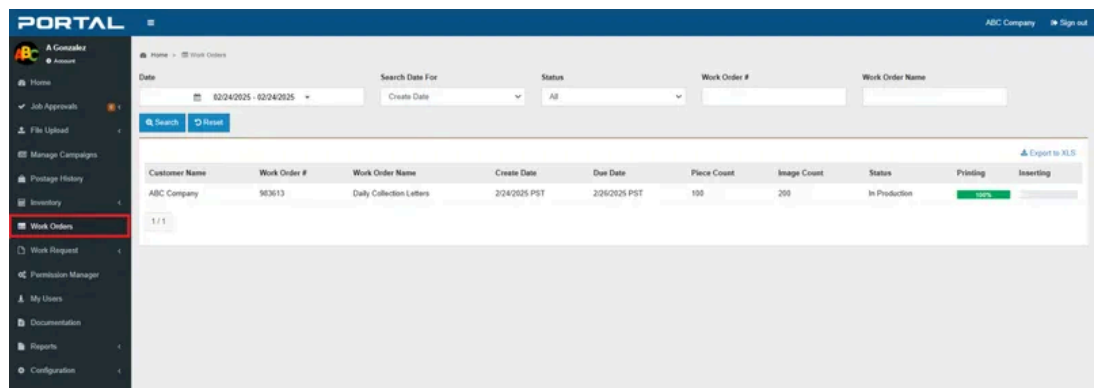 PORTAL
ABC Company Sign out
ABC
A Gonzalez
Account
Home > Work Orders
Home
Job Approvals
File Upload
Manage Campaigns
Postage History
Inventory
Work Orders
Work Request
Permission Manager
My Users
Documentation
Reports
Configuration
Date Search Date For Status Work Order # Work Order Name
02/24/2025 - 02/24/2025 Create Date All
Search Reset
Export to XLS
Customer Name Work Order # Work Order Name Create Date Due Date Piece Count Image Count Status Printing Inserting
ABC Company 983613 Daily Collection Letters 2/24/2025 PST 2/26/2025 PST 100 200 In Production 100%
1 / 1